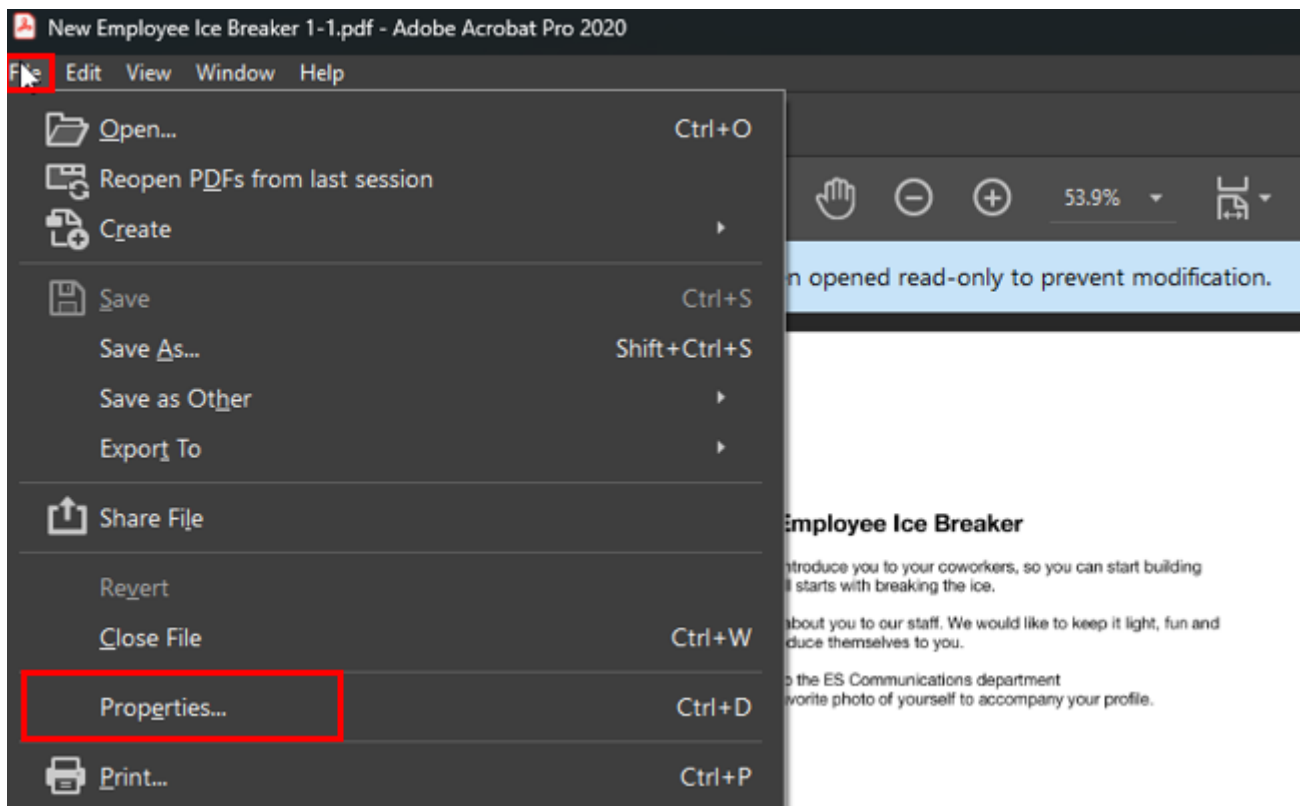 New Employee Ice Breaker 1-1.pdf - Adobe Acrobat Pro 2020
File Edit View Window Help
Open... Ctrl+O
Reopen PDFs from last session
Create
53.9%
n opened read-only to prevent modification.
Save Ctrl+S
Save As... Shift+Ctrl+S
Save as Other
Export To
Share File
Employee Ice Breaker
ntroduce you to your coworkers, so you can start building
l starts with breaking the ice.
Revert
about you to our staff. We would like to keep it light, fun and
Close File Ctrl+W
duce themselves to you.
o the ES Communications department
Properties... Ctrl+D
vorite photo of yourself to accompany your profile.
Print... Ctrl+P